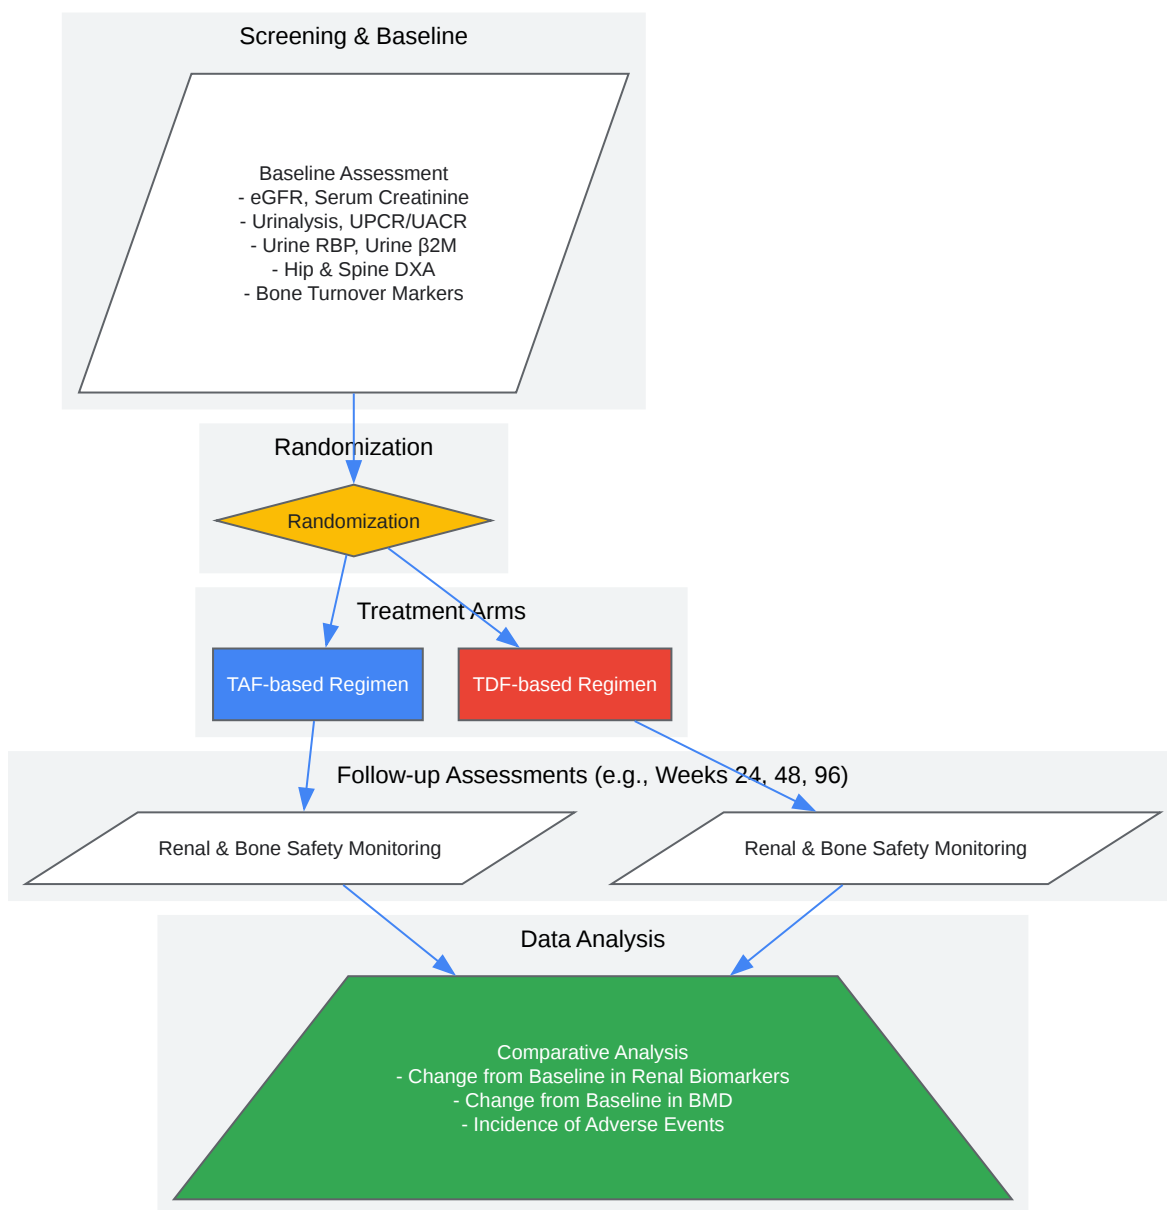 Screening & Baseline
Baseline Assessment
- eGFR, Serum Creatinine
- Urinalysis, UPCR/UACR
- Urine RBP, Urine β2M
- Hip & Spine DXA
- Bone Turnover Markers
Randomization
Randomization
Treatment Arms
TAF-based Regimen
TDF-based Regimen
Follow-up Assessments (e.g., Weeks 24, 48, 96)
Renal & Bone Safety Monitoring
Renal & Bone Safety Monitoring
Data Analysis
Comparative Analysis
- Change from Baseline in Renal Biomarkers
- Change from Baseline in BMD
- Incidence of Adverse Events